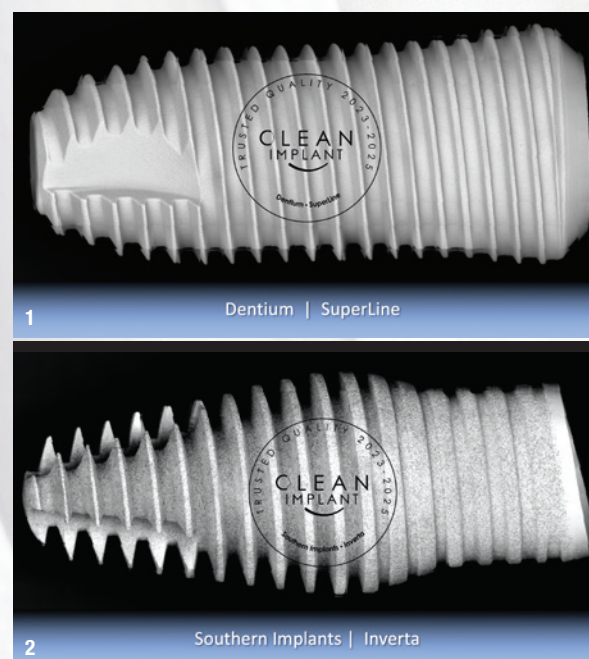 TRUSTED QUALITY 2023-2025
CLEAN
IMPLANT
Dentium • SuperLine
1
Dentium | SuperLine
TRUSTED QUALITY 2023-2025
CLEAN
IMPLANT
Southern Implants • Inverta
2
Southern Implants | Inverta